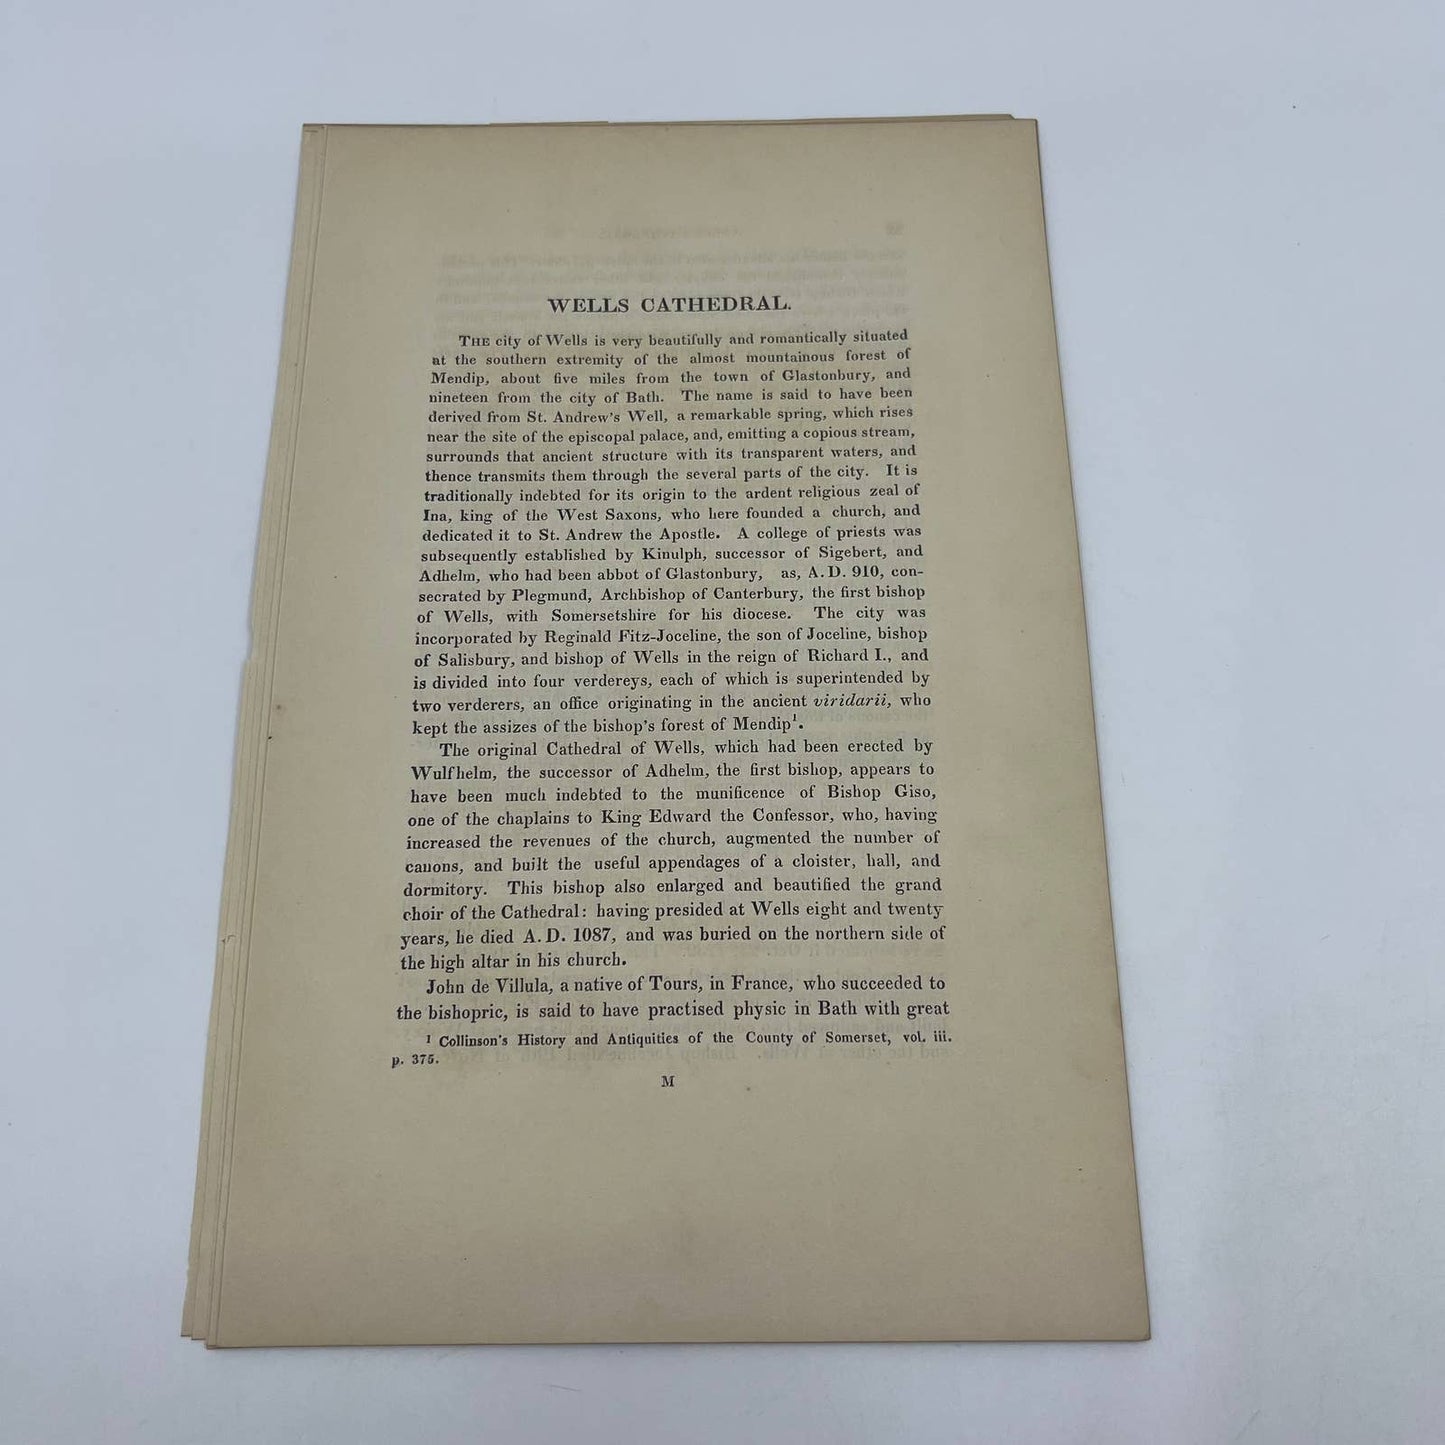 WELLS CATHEDRAL.
THE city of Wells is very beautifully and romantically situated
at the southern extremity of the almost mountainous forest of
Mendip, about five miles from the town of Glastonbury, and
nineteen from the city of Bath. The name is said to have been
derived from St. Andrew's Well, a remarkable spring, which rises
near the site of the episcopal palace, and, emitting a copious stream,
surrounds that ancient structure with its transparent waters, and
thence transmits them through the several parts of the city. It is
traditionally indebted for its origin to the ardent religious zeal of
Ina, king of the West Saxons, who here founded a church, and
dedicated it to St. Andrew the Apostle. A college of priests was
subsequently established by Kinulph, successor of Sigebert, and
Adhelm, who had been abbot of Glastonbury, as, A.D. 910, con-
secrated by Plegmund, Archbishop of Canterbury, the first bishop
of Wells, with Somersetshire for his diocese. The city was
incorporated by Reginald Fitz-Joceline, the son of Joceline, bishop
of Salisbury, and bishop of Wells in the reign of Richard I., and
is divided into four verdereys, each of which is superintended by
two verderers, an office originating in the ancient viridarii, who
kept the assizes of the bishop's forest of Mendip¹.
The original Cathedral of Wells, which had been erected by
Wulfhelm, the successor of Adhelm, the first bishop, appears to
have been much indebted to the munificence of Bishop Giso,
one of the chaplains to King Edward the Confessor, who, having
increased the revenues of the church, augmented the number of
canons, and built the useful appendages of a cloister, hall, and
dormitory. This bishop also enlarged and beautified the grand
choir of the Cathedral: having presided at Wells eight and twenty
years, he died A.D. 1087, and was buried on the northern side of
the high altar in his church.
John de Villula, a native of Tours, in France, who succeeded to
the bishopric, is said to have practised physic in Bath with great
¹ Collinson's History and Antiquities of the County of Somerset, vol. iii.
p. 375.
M